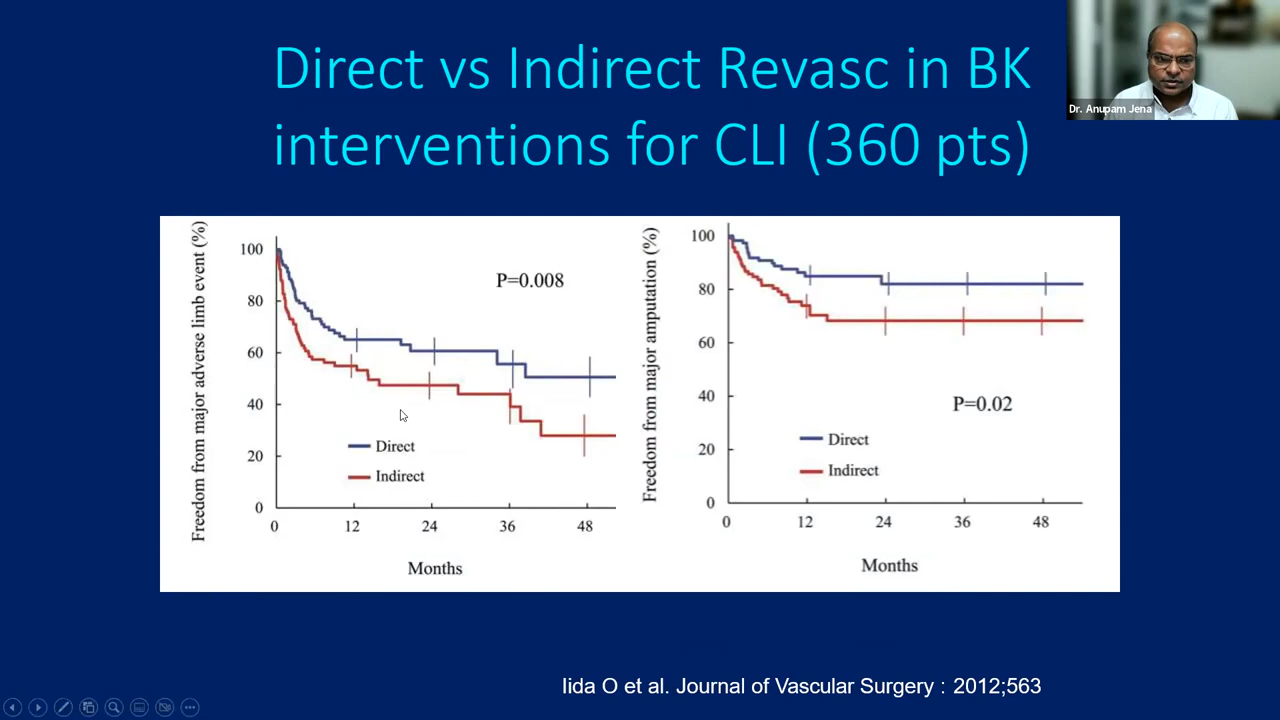 Direct vs Indirect Revasc in BK
interventions for CLI (360 pts)
Dr. Anupam Jena
Freedom from major adverse limb event (%)
100
80
60
40
20
0
P=0.008
Direct
Indirect
0 12 24 36 48
Months
Freedom from major amputation (%)
100
80
60
40
20
0
P=0.02
Direct
Indirect
0 12 24 36 48
Months
Iida O et al. Journal of Vascular Surgery : 2012;563